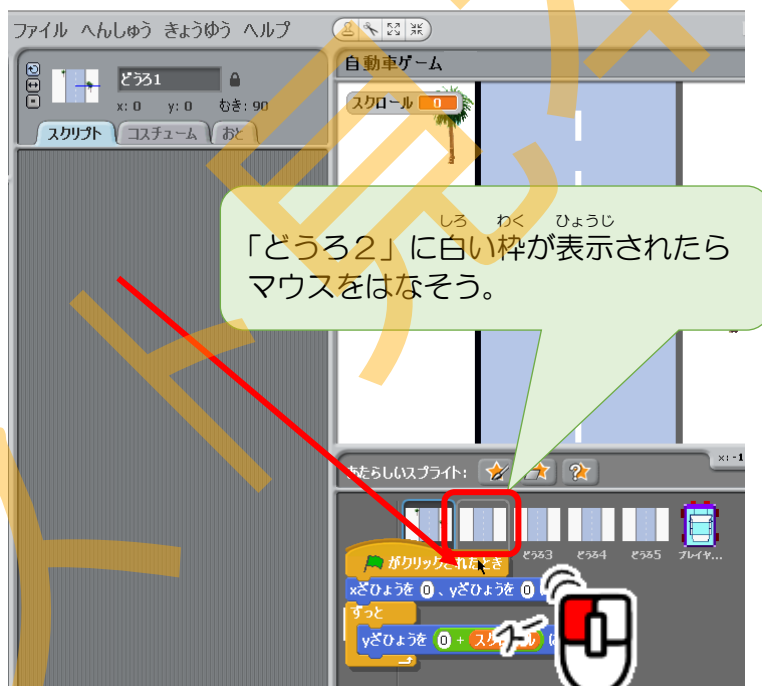 ファイル へんしゅう きょうゆう ヘルプ
どうろ1
x: 0 y: 0 むき: 90
スクリプト コスチューム おと
自動車ゲーム
スクロール 0
しろ わく ひょうじ
「どうろ２」に白い枠が表示されたら
マウスをはなそう。
x: -1
あたらしいスプライト:
どうろ3 どうろ4 どうろ5 プレイヤ...
がクリックされたとき
xざひょうを 0 、yざひょうを 0
ずっと
yざひょうを 0 + スクロール